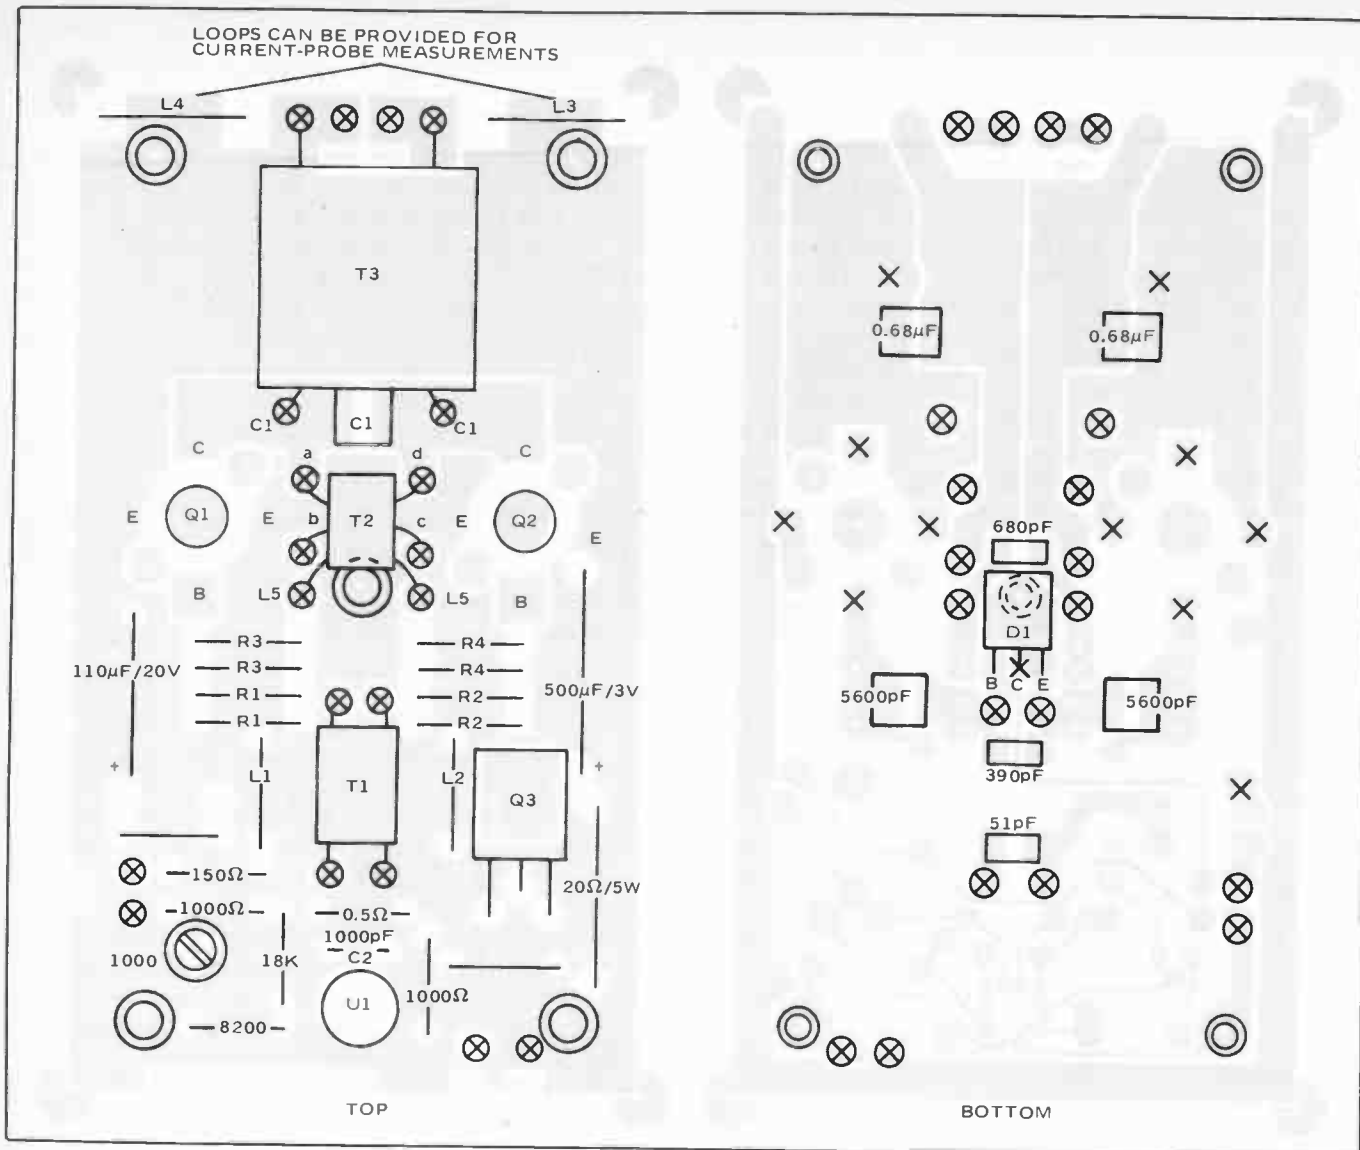 LOOPS CAN BE PROVIDED FOR
CURRENT-PROBE MEASUREMENTS
L4
L3
T3
C1
C1
C1
C
a
d
C
E
Q1
E
b
T2
c
E
Q2
E
B
L5
L5
B
R3
R4
110µF/20V
R3
R4
500µF/3V
R1
R2
R1
R2
+
L1
T1
L2
Q3
+
150Ω
20Ω/5W
1000Ω
0.5Ω
1000pF
1000
18K
C2
U1
1000Ω
8200
TOP
0.68µF
0.68µF
680pF
D1
B
C
E
5600pF
5600pF
390pF
51pF
BOTTOM